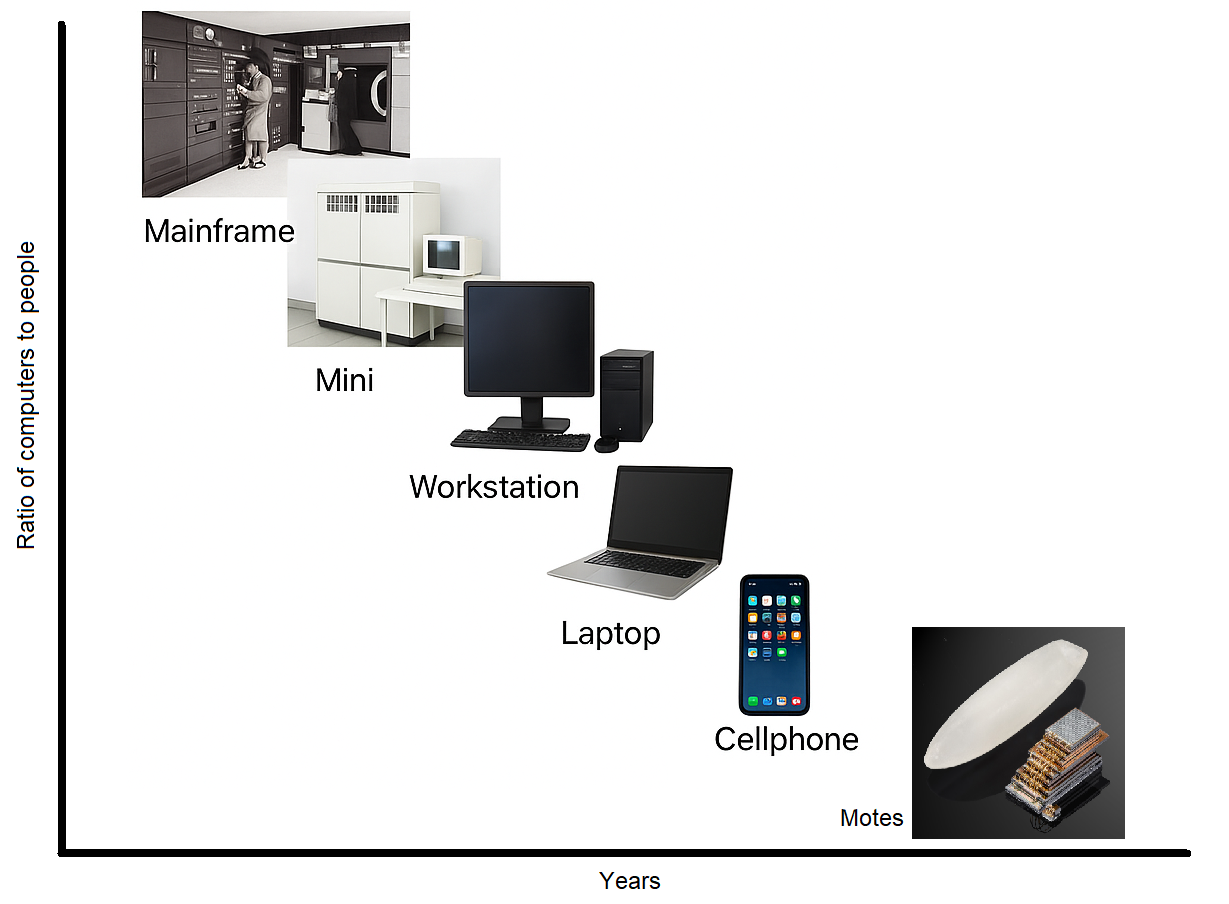 Mainframe
Mini
Workstation
Laptop
Cellphone
Motes
Ratio of computers to people
Years